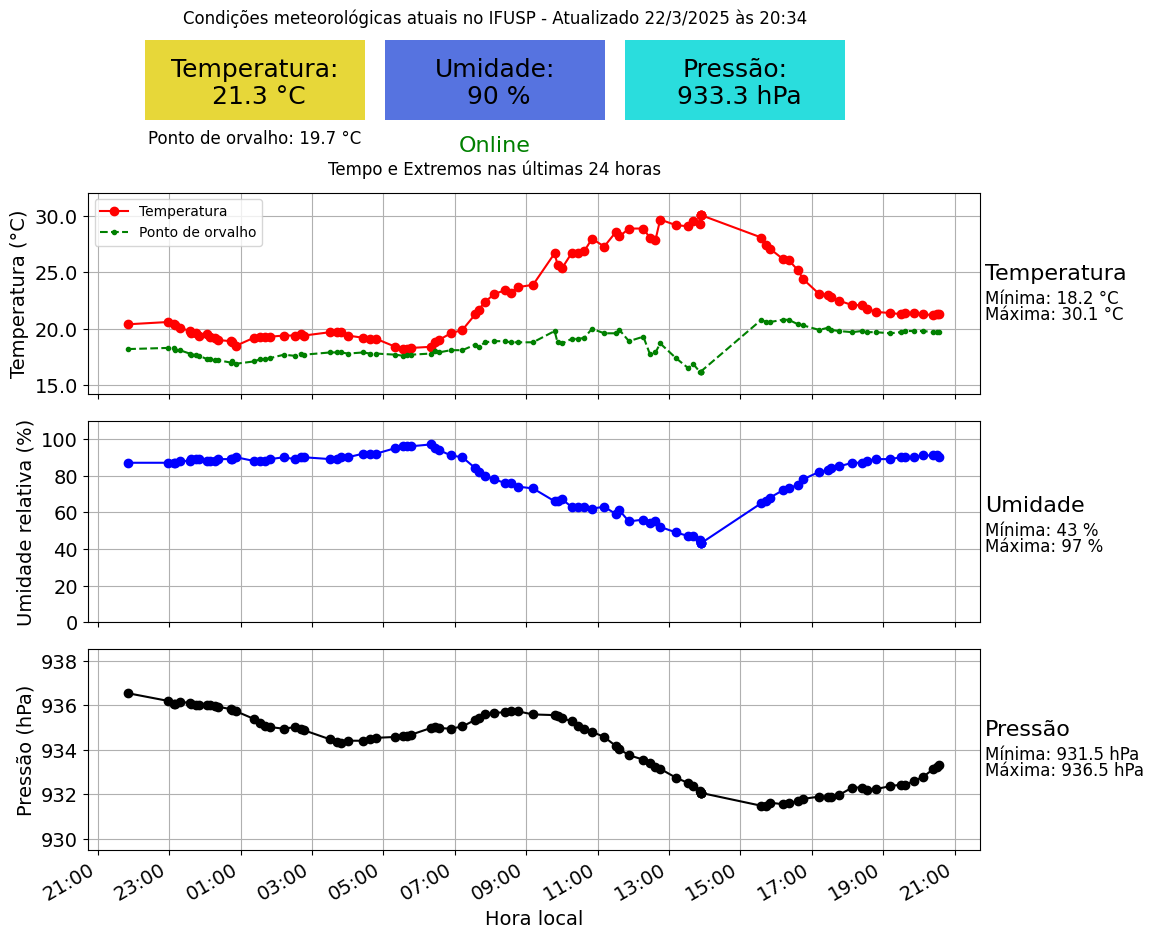 Condições meteorológicas atuais no IFUSP - Atualizado 22/3/2025 às 20:34
Temperatura:
21.3 °C
Umidade:
90 %
Pressão:
933.3 hPa
Ponto de orvalho: 19.7 °C
Online
Tempo e Extremos nas últimas 24 horas
Temperatura (°C)
30.0
25.0
20.0
15.0
Temperatura
Ponto de orvalho
Temperatura
Mínima: 18.2 °C
Máxima: 30.1 °C
Umidade relativa (%)
100
80
60
40
20
0
Umidade
Mínima: 43 %
Máxima: 97 %
Pressão (hPa)
938
936
934
932
930
Pressão
Mínima: 931.5 hPa
Máxima: 936.5 hPa
21:00 23:00 01:00 03:00 05:00 07:00 09:00 11:00 13:00 15:00 17:00 19:00 21:00
Hora local